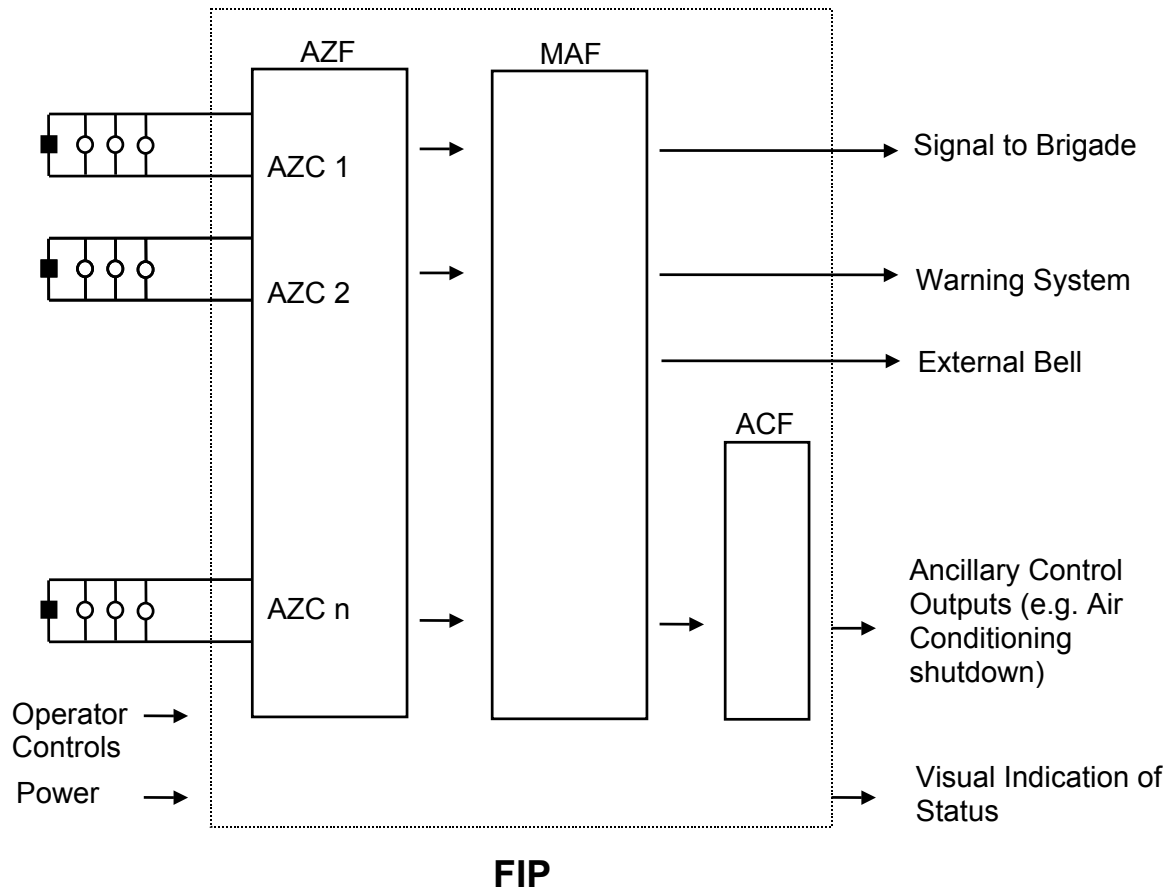 AZF
MAF
AZC 1
Signal to Brigade
AZC 2
Warning System
External Bell
ACF
AZC n
Ancillary Control
Outputs (e.g. Air
Conditioning
shutdown)
Operator
Controls
Power
Visual Indication of
Status
FIP